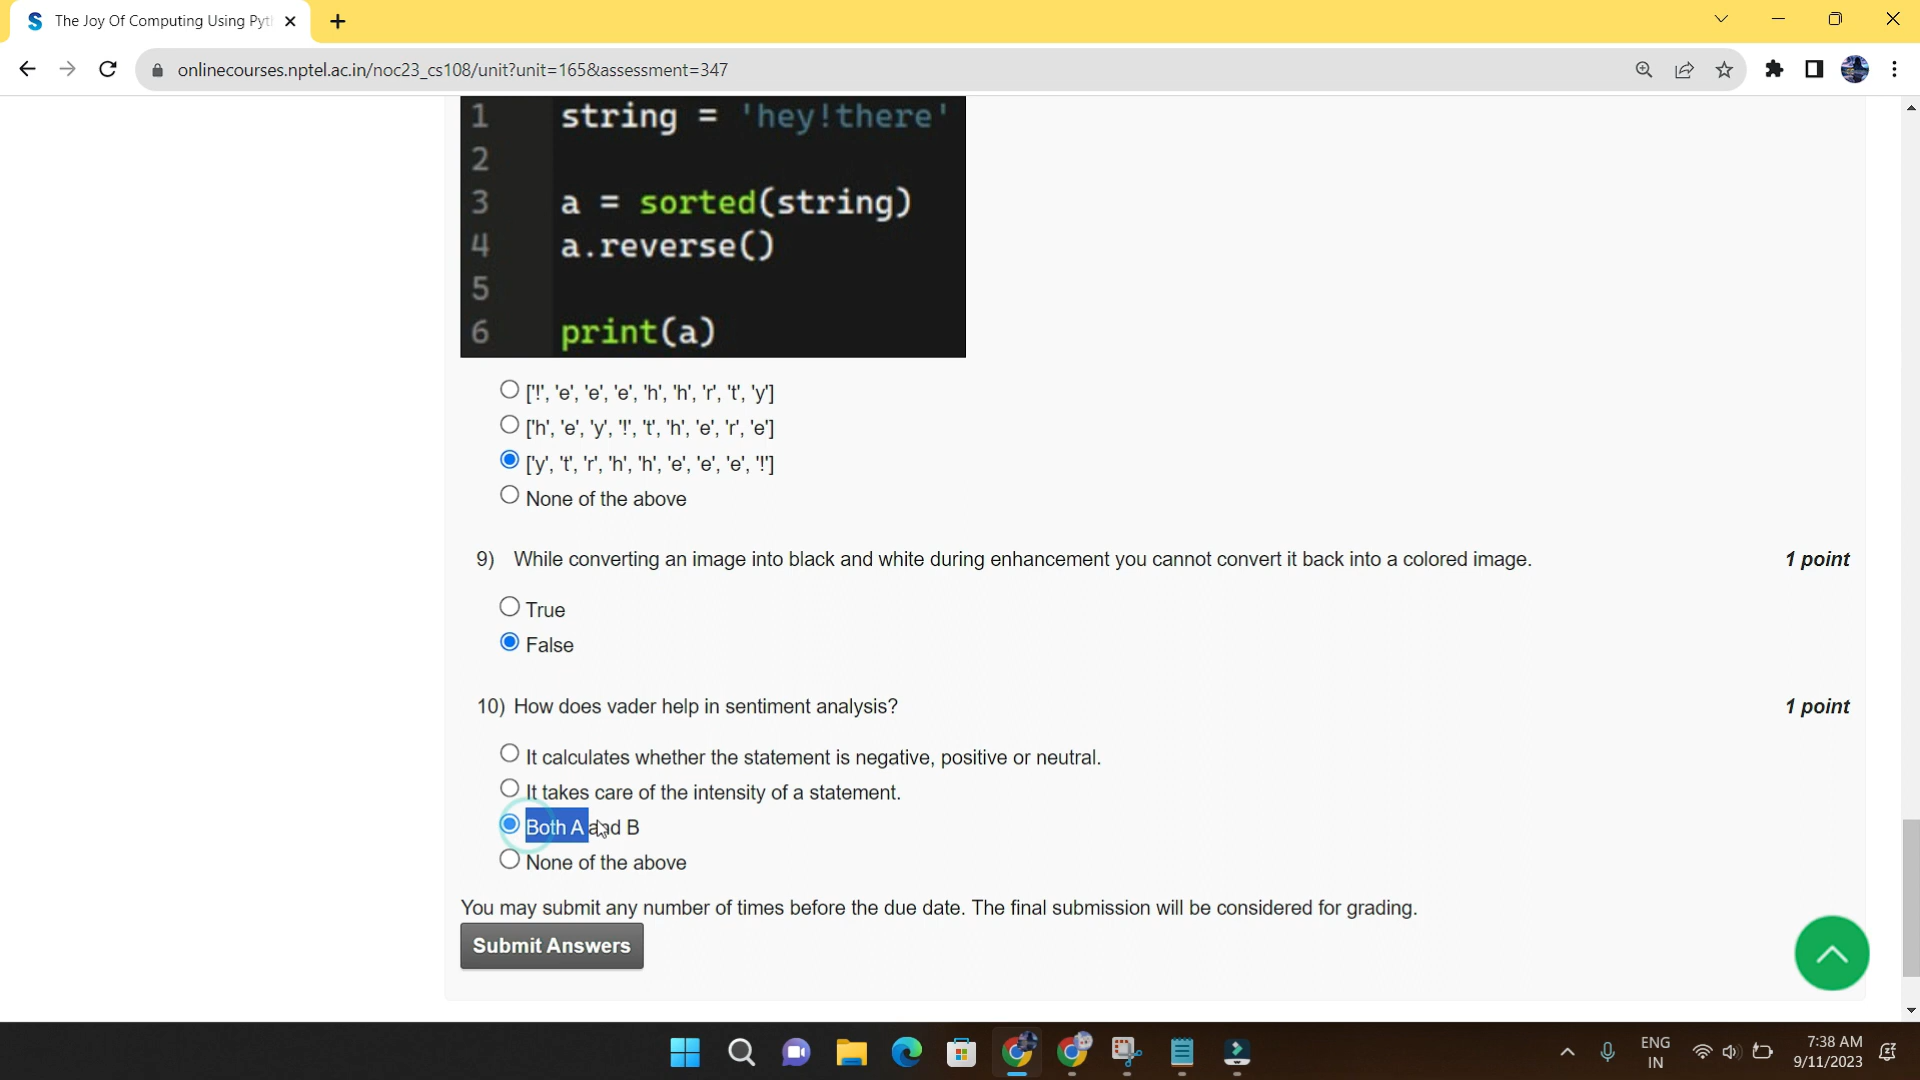 The Joy Of Computing Using Pyt
onlinecourses.nptel.ac.in/noc23_cs108/unit?unit=165&assessment=347
1 string = 'hey!there'
2
3 a = sorted(string)
4 a.reverse()
5
6 print(a)
['!', 'e', 'e', 'e', 'h', 'h', 'r', 't', 'y']
['h', 'e', 'y', '!', 't', 'h', 'e', 'r', 'e']
['y', 't', 'r', 'h', 'h', 'e', 'e', 'e', '!']
None of the above
9) While converting an image into black and white during enhancement you cannot convert it back into a colored image. 1 point
True
False
10) How does vader help in sentiment analysis? 1 point
It calculates whether the statement is negative, positive or neutral.
It takes care of the intensity of a statement.
Both A and B
None of the above
You may submit any number of times before the due date. The final submission will be considered for grading.
Submit Answers
ENG
IN
7:38 AM
9/11/2023